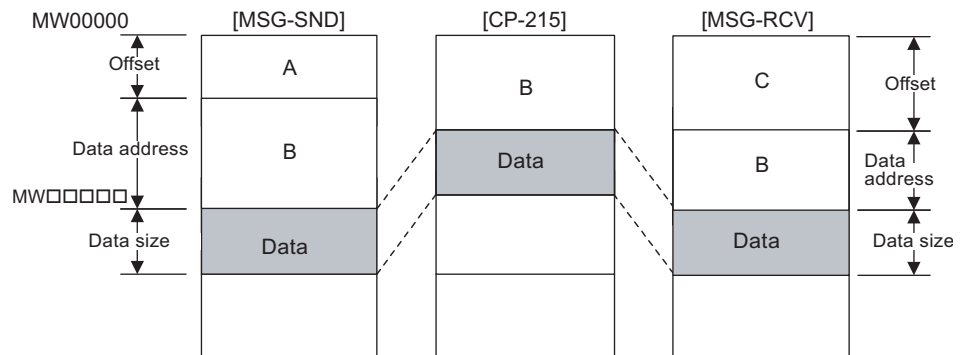 MW00000 [MSG-SND] [CP-215] [MSG-RCV]
Offset A B C Offset
Data address B Data B Data address
MW□□□□□
Data size Data Data Data size